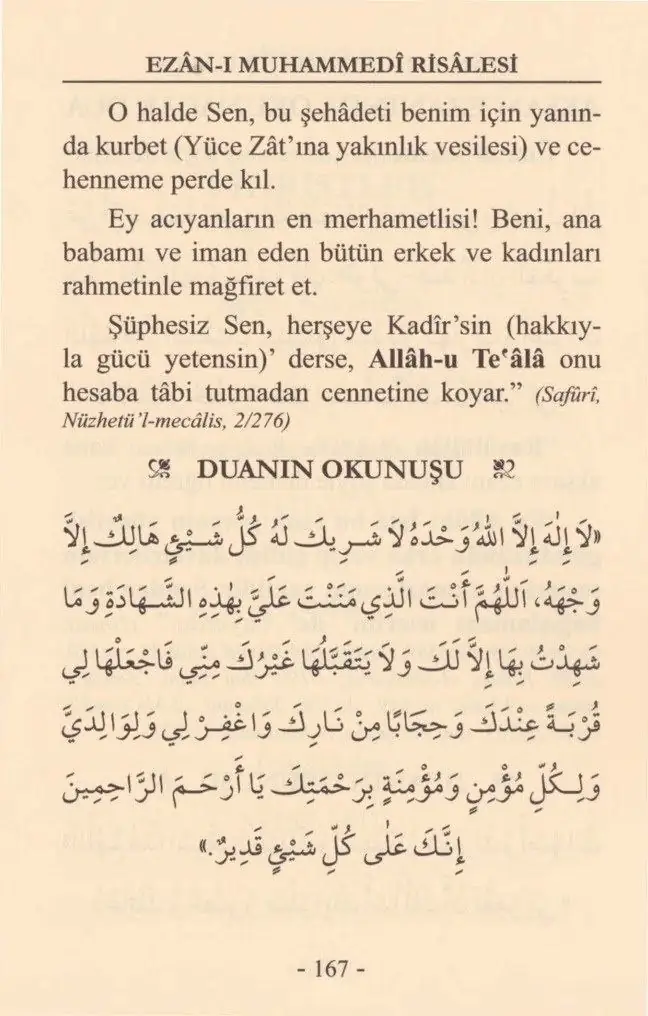 EZÂN-I MUHAMMEDÎ RİSÂLESİ
O halde Sen, bu şehâdeti benim için yanın-
da kurbet (Yüce Zât’ına yakınlık vesilesi) ve ce-
henneme perde kıl.
Ey acıyanların en merhametlisi! Beni, ana
babamı ve iman eden bütün erkek ve kadınları
rahmetinle mağfiret et.
Şüphesiz Sen, herşeye Kadîr’sin (hakkıy-
la gücü yetensin)’ derse, Allâh-u Te‘âlâ onu
hesaba tâbi tutmadan cennetine koyar.” (Safûrî,
Nüzhetü’l-mecâlis, 2/276)
DUANIN OKUNUŞU
«لَا إِلٰهَ إِلَّا اللهُ وَحْدَهُ لَا شَرِيكَ لَهُ كُلُّ شَيْئٍ هَالِكٌ إِلَّا
وَجْهَهُ، اَللّٰهُمَّ أَنْتَ الَّذِي مَنَنْتَ عَلَيَّ بِهٰذِهِ الشَّهَادَةِ وَمَا
شَهِدْتُ بِهَا إِلَّا لَكَ وَلَا يَتَقَبَّلُهَا غَيْرُكَ مِنِّي فَاجْعَلْهَا لِي
قُرْبَةً عِنْدَكَ وَحِجَابًا مِنْ نَارِكَ وَاغْفِرْ لِي وَلِوَالِدَيَّ
وَلِكُلِّ مُؤْمِنٍ وَمُؤْمِنَةٍ بِرَحْمَتِكَ يَا أَرْحَمَ الرَّاحِمِينَ
إِنَّكَ عَلٰى كُلِّ شَيْئٍ قَدِيرٌ.»
- 167 -